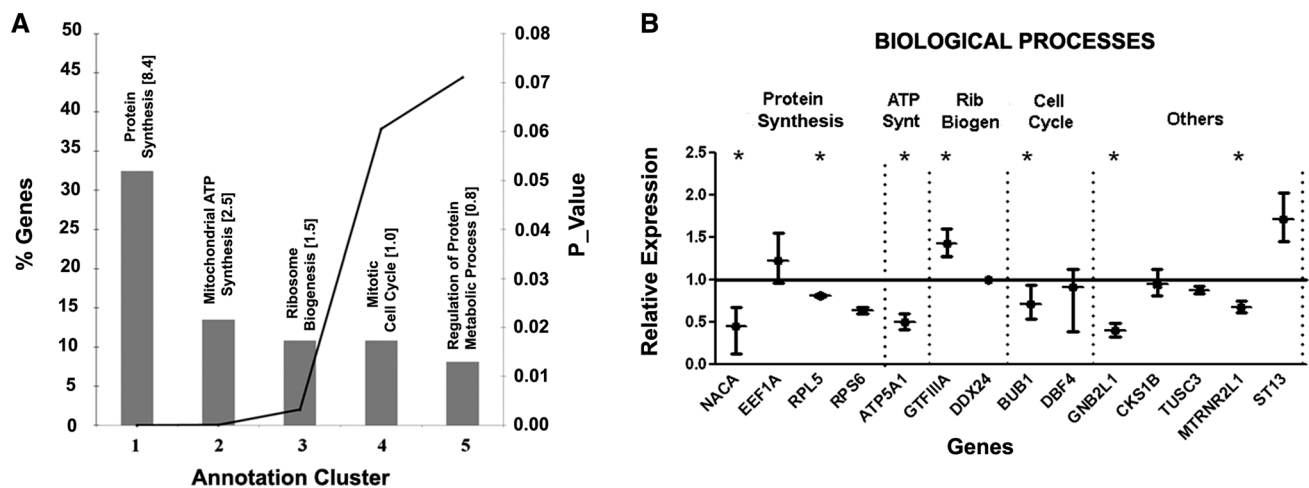 A
50
45
40
35
30
25
20
15
10
5
0
% Genes
Protein
Synthesis [8.4]
Mitochondrial ATP
Synthesis [2.5]
Ribosome
Biogenesis [1.5]
Mitotic
Cell Cycle [1.0]
Regulation of Protein
Metabolic Process [0.8]
0.08
0.07
0.06
0.05
0.04
0.03
0.02
0.01
0.00
P_Value
1 2 3 4 5
Annotation Cluster
B
BIOLOGICAL PROCESSES
Protein
Synthesis
ATP
Synt
Rib
Biogen
Cell
Cycle
Others
* * * * * * *
2.5
2.0
1.5
1.0
0.5
0.0
Relative Expression
NACA
EEF1A
RPL5
RPS6
ATP5A1
GTFIIIA
DDX24
BUB1
DBF4
GNB2L1
CKS1B
TUSC3
MTRNR2L1
ST13
Genes